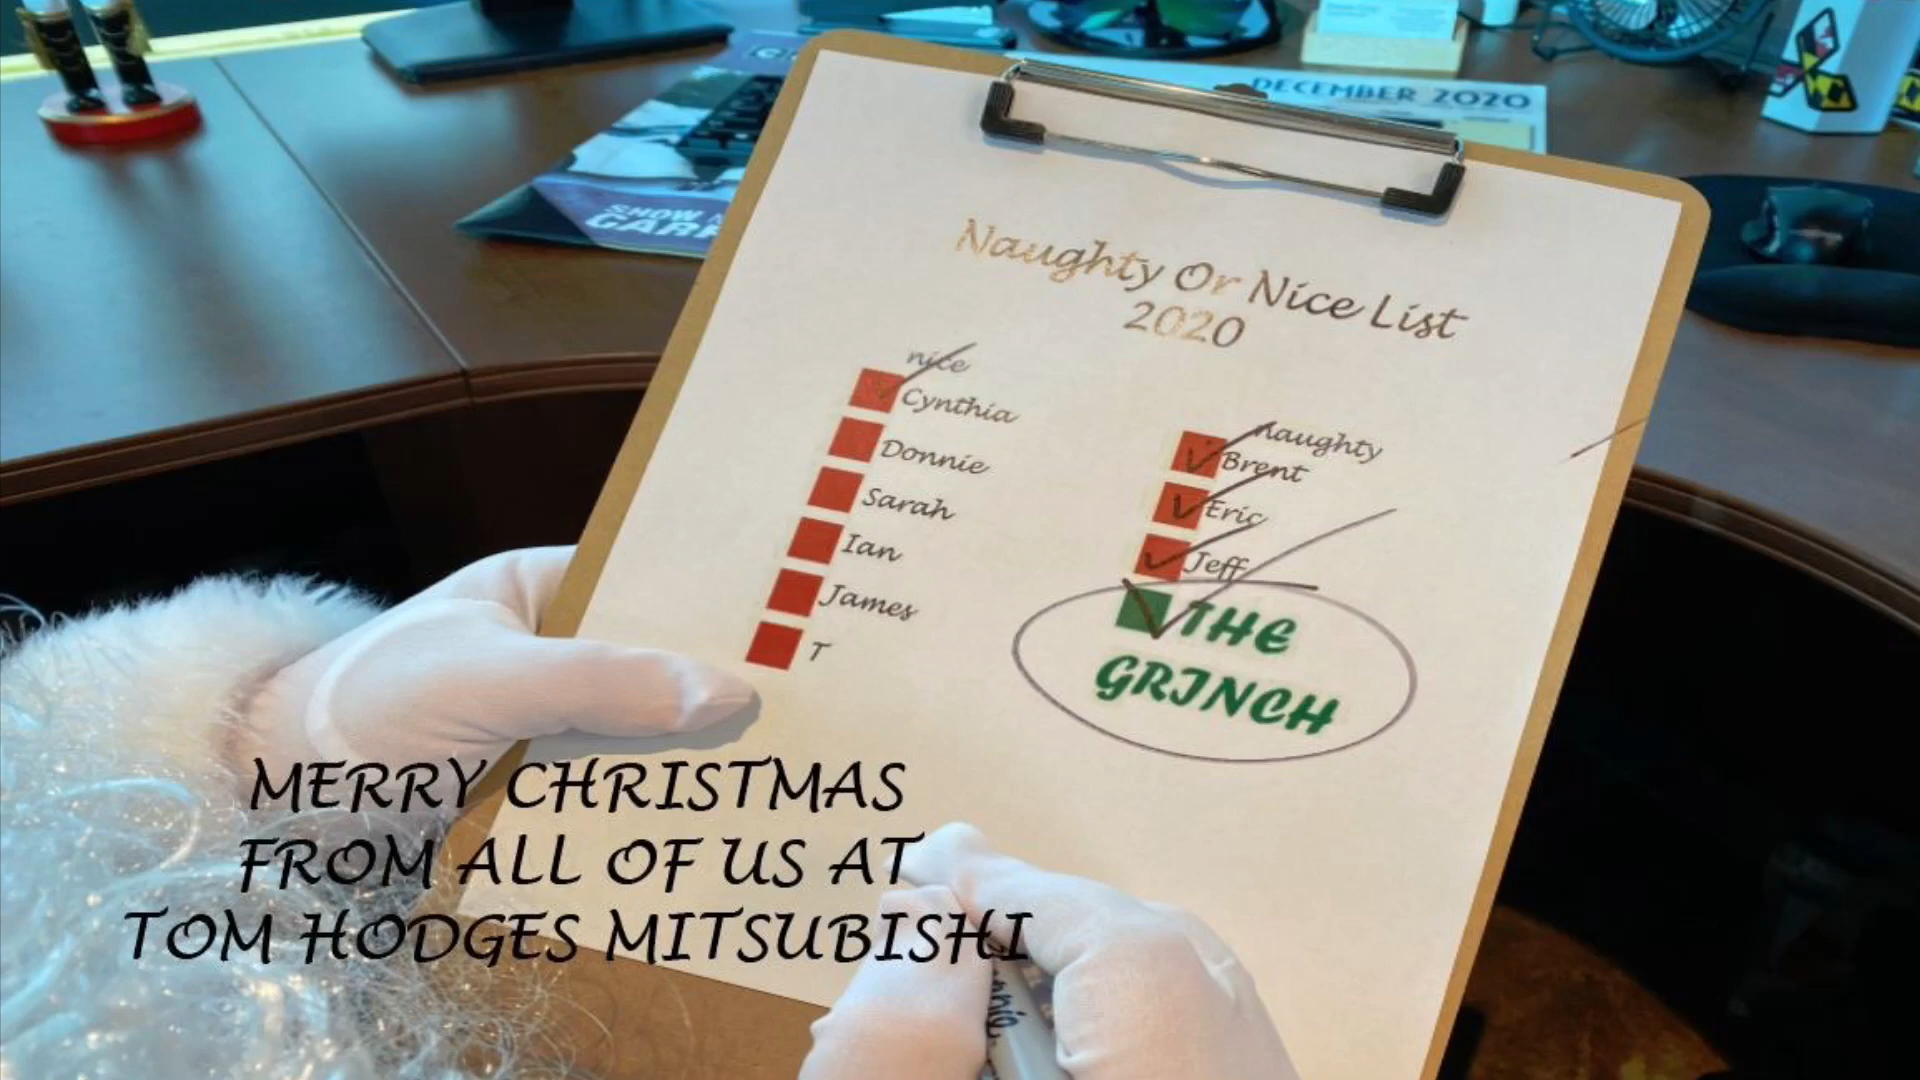 DECEMBER 2020
SHOW
Naughty Or Nice List
2020
nice
Cynthia
Donnie
Sarah
Ian
James
T
naughty
Brent
Eric
Jeff
THE
GRINCH
MERRY CHRISTMAS
FROM ALL OF US AT
TOM HODGES MITSUBISHI